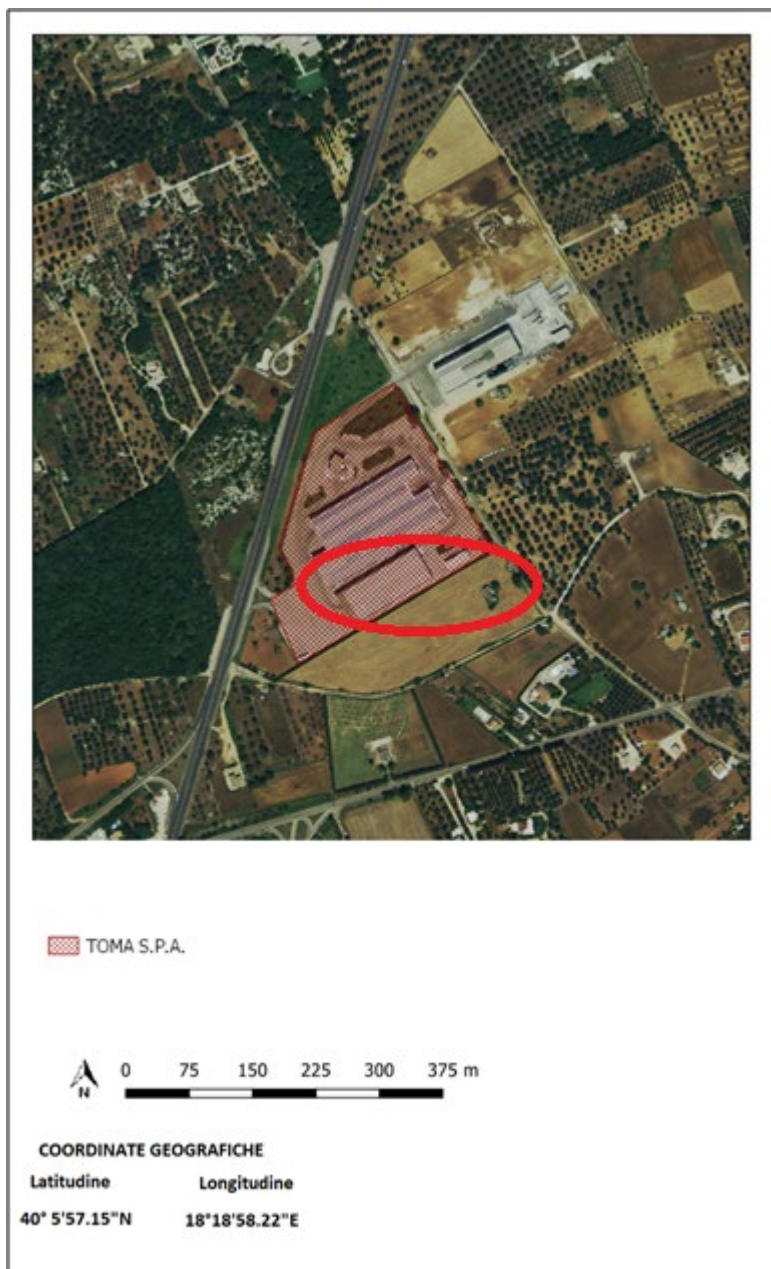 TOMA S.P.A.
N
0 75 150 225 300 375 m
COORDINATE GEOGRAFICHE
Latitudine Longitudine
40° 5'57.15"N 18°18'58.22"E